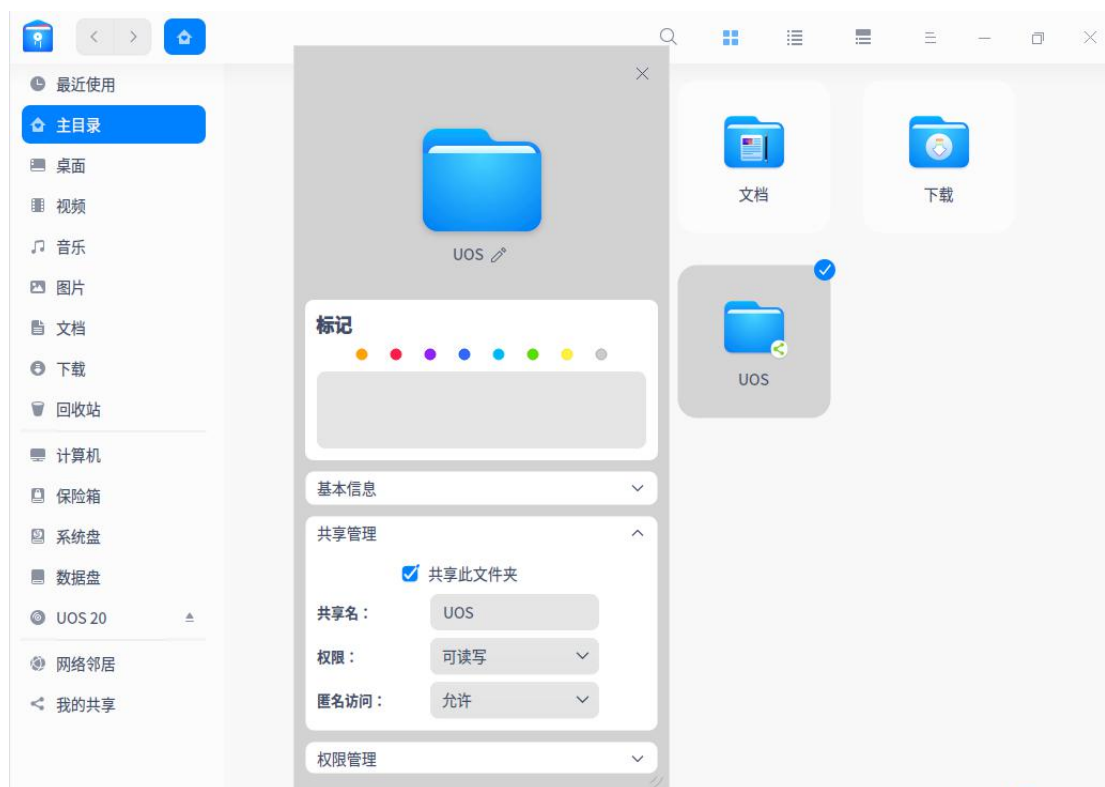 最近使用
主目录
桌面
视频
音乐
图片
文档
下载
回收站
计算机
保险箱
系统盘
数据盘
UOS 20
网络邻居
我的共享
UOS
标记
基本信息
共享管理
共享此文件夹
共享名：
UOS
权限：
可读写
匿名访问：
允许
权限管理
文档
下载
UOS